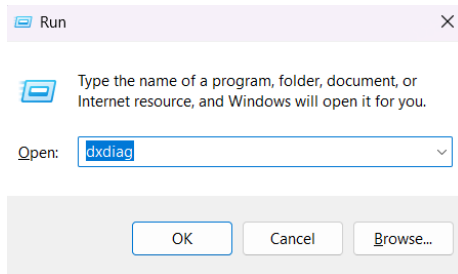 Run
Type the name of a program, folder, document, or
Internet resource, and Windows will open it for you.
Open: dxdiag
OK Cancel Browse...